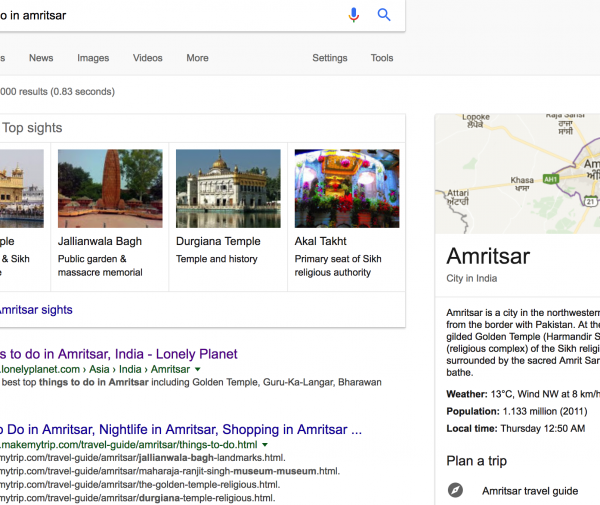 o in amritsar
s News Images Videos More Settings Tools
000 results (0.83 seconds)
Top sights
ple
& Sikh
e
Jallianwala Bagh
Public garden &
massacre memorial
Durgiana Temple
Temple and history
Akal Takht
Primary seat of Sikh
religious authority
Amritsar sights
s to do in Amritsar, India - Lonely Planet
.lonelyplanet.com › Asia › India › Amritsar
best top things to do in Amritsar including Golden Temple, Guru-Ka-Langar, Bharawan
o Do in Amritsar, Nightlife in Amritsar, Shopping in Amritsar ...
.makemytrip.com/travel-guide/amritsar/things-to-do.html
mytrip.com/travel-guide/amritsar/jallianwala-bagh-landmarks.html.
mytrip.com/travel-guide/amritsar/maharaja-ranjit-singh-museum-museum.html.
mytrip.com/travel-guide/amritsar/the-golden-temple-religious.html.
mytrip.com/travel-guide/amritsar/durgiana-temple-religious.html.
Lopoke
ਲੋਪੋਕੇ
Raja Sansi
ਰਾਜਾ
ਸਾਂਸੀ
Khasa
ਖਾਸਾ
AH1
Am
Attari
ਅੱਟਾਰੀ
21
Amritsar
City in India
Amritsar is a city in the northwestern
from the border with Pakistan. At the
gilded Golden Temple (Harmandir S
(religious complex) of the Sikh relig
surrounded by the sacred Amrit Sar
bathe.
Weather: 13°C, Wind NW at 8 km/h
Population: 1.133 million (2011)
Local time: Thursday 12:50 AM
Plan a trip
Amritsar travel guide